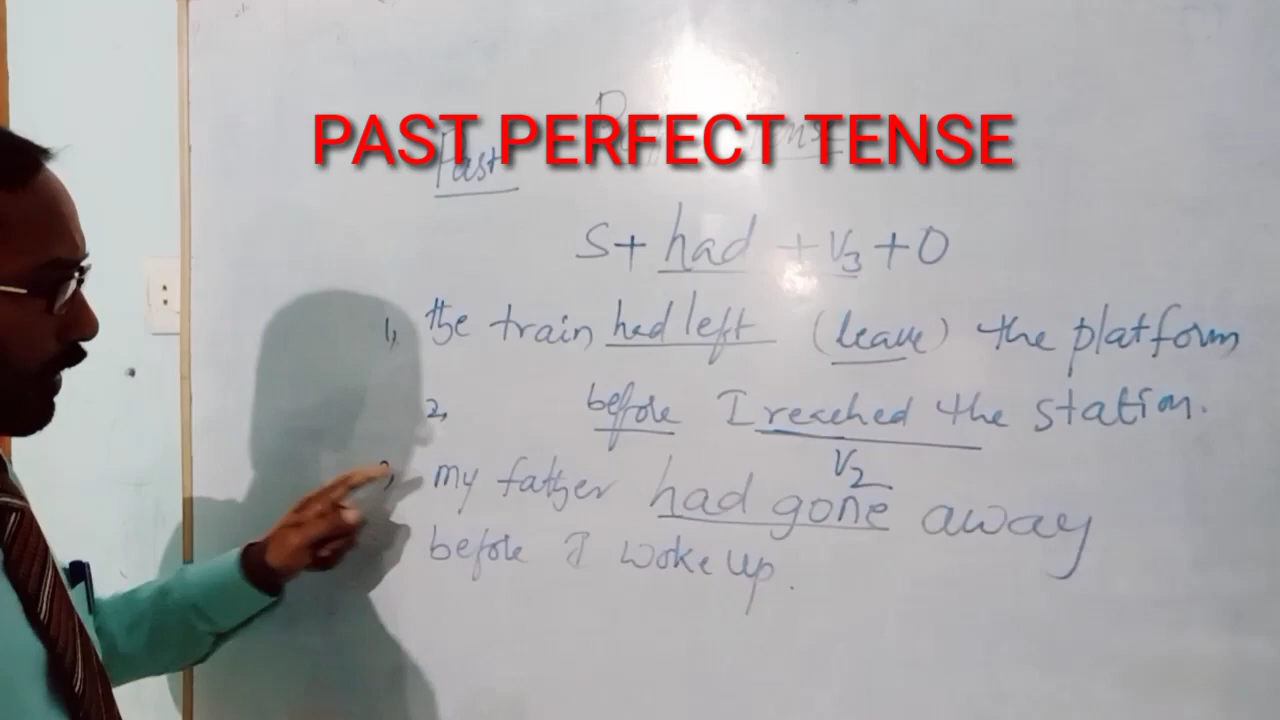 PAST PERFECT TENSE
Past
S+ had + V3 + O
1, the train had left (leave) the platform
2, before I reached the station.
V2
3, my father had gone away
before I woke up.